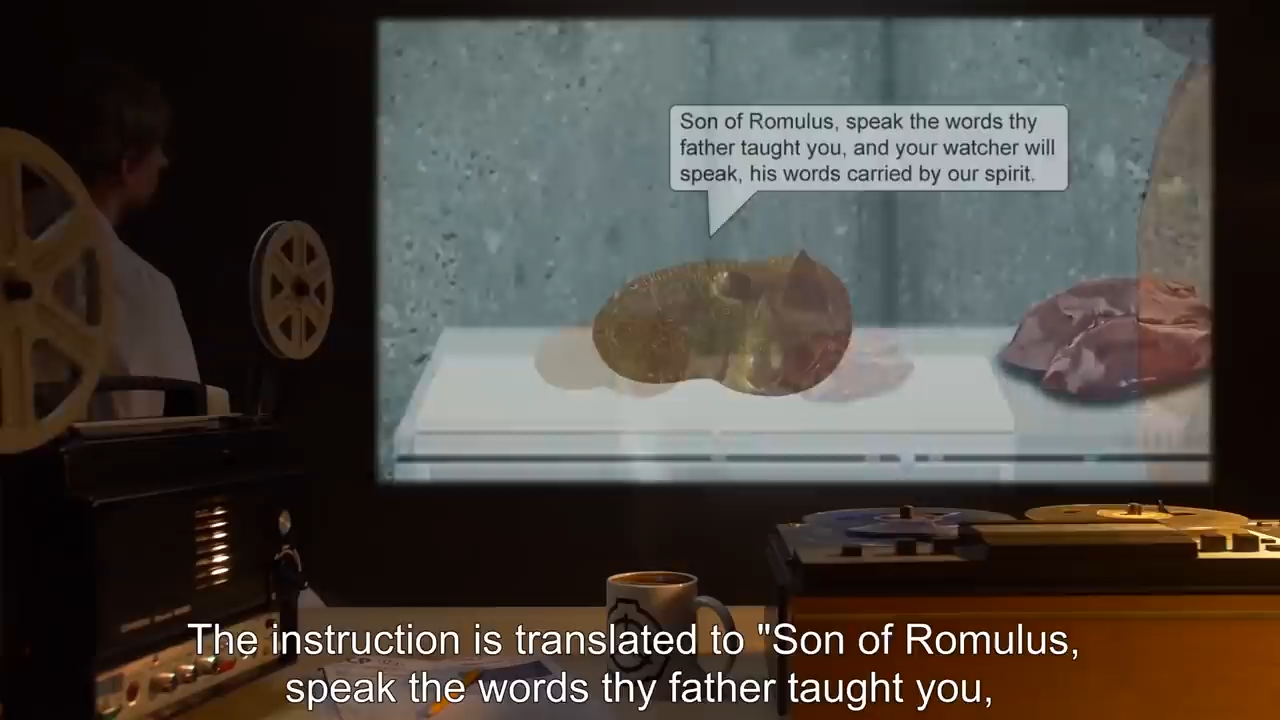 Son of Romulus, speak the words thy
father taught you, and your watcher will
speak, his words carried by our spirit.
The instruction is translated to "Son of Romulus,
speak the words thy father taught you,